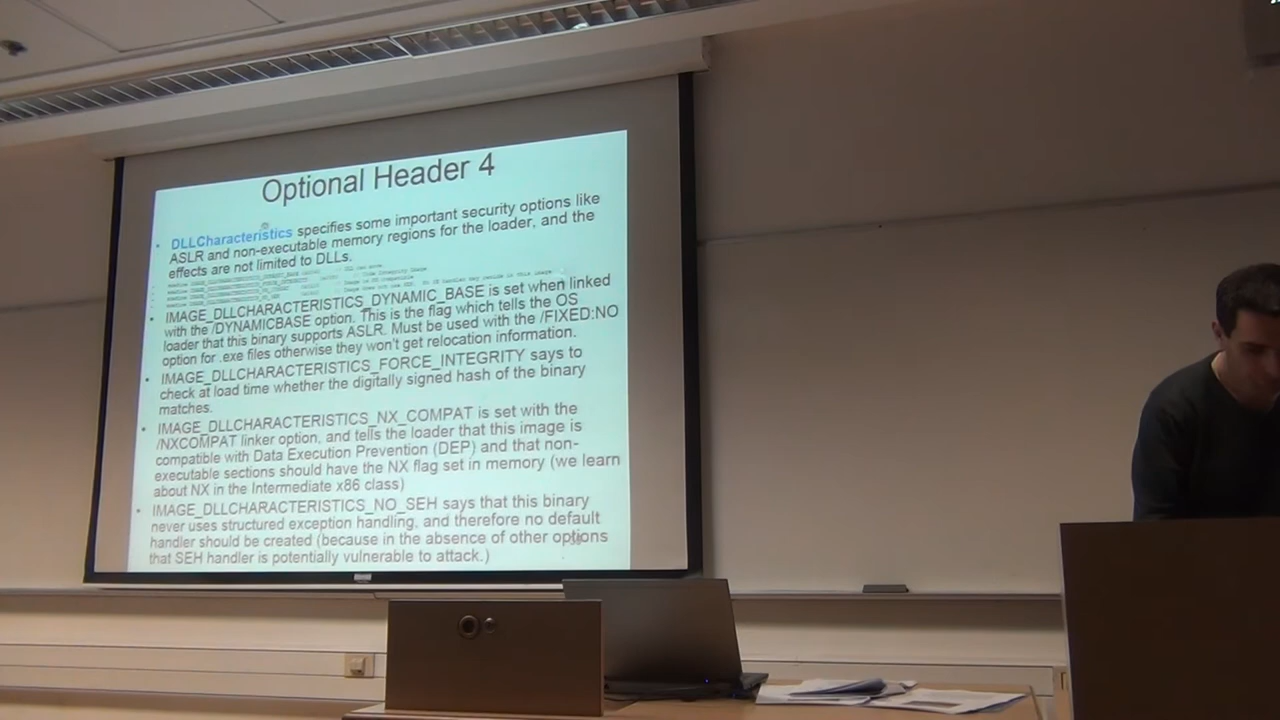 Optional Header 4
• DLLCharacteristics specifies some important security options like
ASLR and non-executable memory regions for the loader, and the
effects are not limited to DLLs.
• IMAGE_DLLCHARACTERISTICS_DYNAMIC_BASE is set when linked
with the /DYNAMICBASE option. This is the flag which tells the OS
loader that this binary supports ASLR. Must be used with the /FIXED:NO
option for .exe files otherwise they won't get relocation information.
• IMAGE_DLLCHARACTERISTICS_FORCE_INTEGRITY says to
check at load time whether the digitally signed hash of the binary
matches.
• IMAGE_DLLCHARACTERISTICS_NX_COMPAT is set with the
/NXCOMPAT linker option, and tells the loader that this image is
compatible with Data Execution Prevention (DEP) and that non-
executable sections should have the NX flag set in memory (we learn
about NX in the Intermediate x86 class)
• IMAGE_DLLCHARACTERISTICS_NO_SEH says that this binary
never uses structured exception handling, and therefore no default
handler should be created (because in the absence of other options
that SEH handler is potentially vulnerable to attack.)